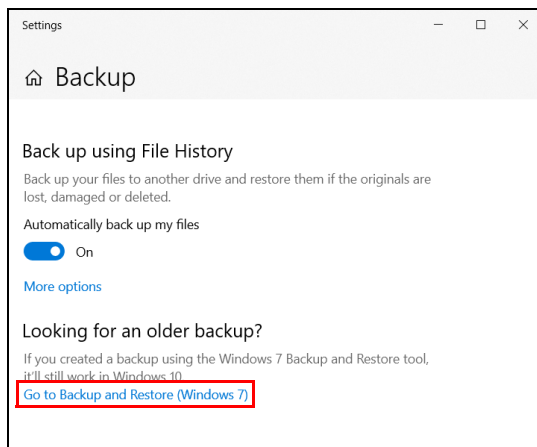 Settings
Backup
Back up using File History
Back up your files to another drive and restore them if the originals are
lost, damaged or deleted.
Automatically back up my files
On
More options
Looking for an older backup?
If you created a backup using the Windows 7 Backup and Restore tool,
it'll still work in Windows 10.
Go to Backup and Restore (Windows 7)